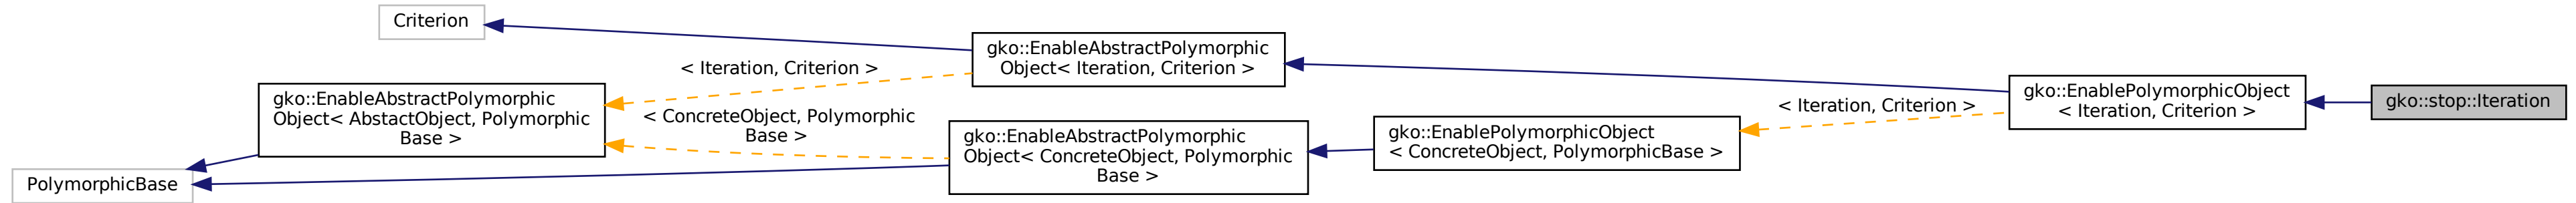 Criterion
gko::EnableAbstractPolymorphic
Object< Iteration, Criterion >
< Iteration, Criterion >
gko::EnableAbstractPolymorphic
Object< AbstactObject, Polymorphic
Base >
< ConcreteObject, Polymorphic
Base >
PolymorphicBase
gko::EnableAbstractPolymorphic
Object< ConcreteObject, Polymorphic
Base >
gko::EnablePolymorphicObject
< ConcreteObject, PolymorphicBase >
< Iteration, Criterion >
gko::EnablePolymorphicObject
< Iteration, Criterion >
gko::stop::Iteration